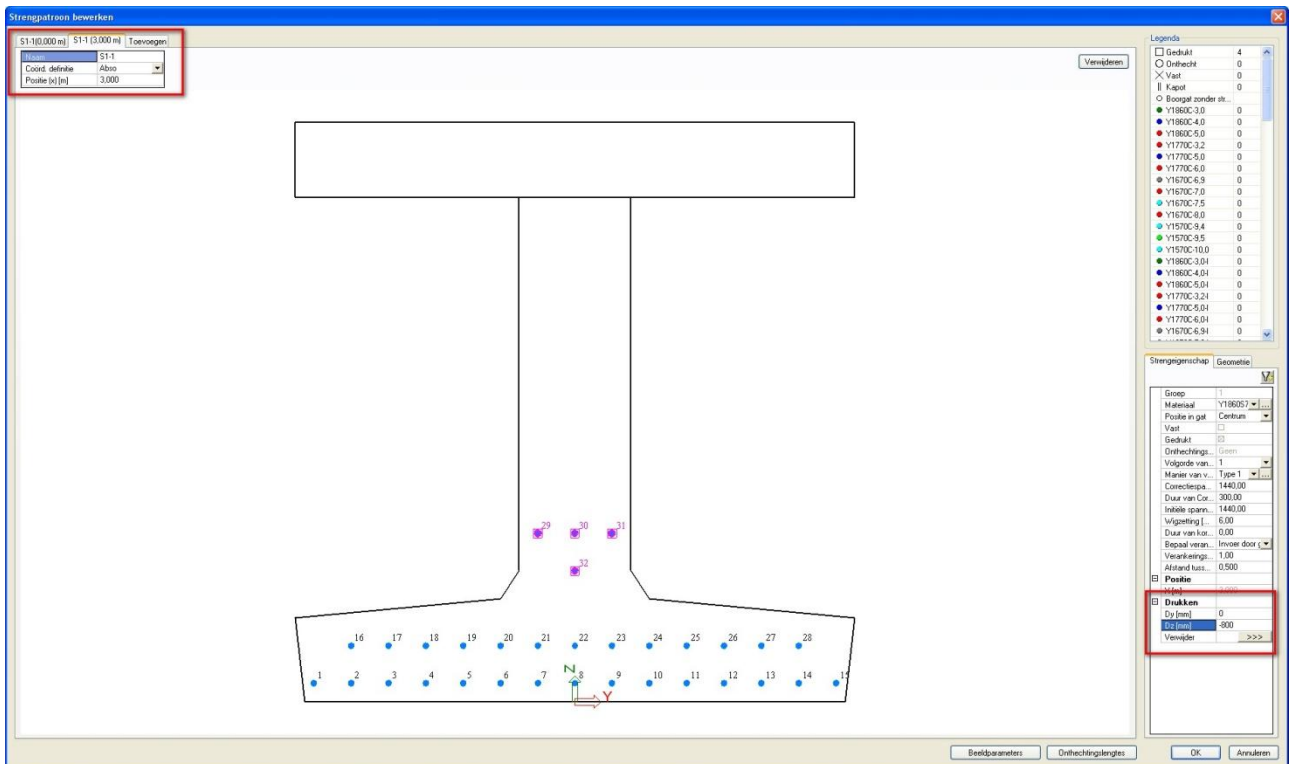 Strengpatroon bewerken
S1-1(0,000 m) S1-1 (3,000 m) Toevoegen
Naam S1-1
Coörd. definitie Abso
Positie (x) [m] 3,000
Verwijderen
29 30 31
32
16 17 18 19 20 21 22 23 24 25 26 27 28
1 2 3 4 5 6 7 8 9 10 11 12 13 14 15
Y
Legenda
Gedrukt 4
Onthecht 0
Vast 0
Kapot 0
Boorgat zonder str...
Y1860C-3,0 0
Y1860C-4,0 0
Y1860C-5,0 0
Y1770C-3,2 0
Y1770C-5,0 0
Y1770C-6,0 0
Y1670C-6,9 0
Y1670C-7,0 0
Y1670C-7,5 0
Y1670C-8,0 0
Y1570C-9,4 0
Y1570C-9,5 0
Y1570C-10,0 0
Y1860C-3,0-I 0
Y1860C-4,0-I 0
Y1860C-5,0-I 0
Y1770C-3,2-I 0
Y1770C-5,0-I 0
Y1770C-6,0-I 0
Y1670C-6,9-I 0
Strengeigenschap Geometrie
Groep 1
Materiaal Y1860S7 ...
Positie in gat Centrum
Vast
Gedrukt
Onthechtings... Geen
Volgorde van... 1
Manier van v... Type 1 ...
Correctiespa... 1440,00
Duur van Cor... 300,00
Initiële spann... 1440,00
Wigzetting [... 6,00
Duur van kor... 0,00
Bepaal veran... Invoer door g
Verankerings... 1,00
Afstand tuss... 0,500
Positie
X [m] 3,000
Drukken
Dy [mm] 0
Dz [mm] -800
Verwijder >>>
Beeldparameters Onthechtingslengtes OK Annuleren